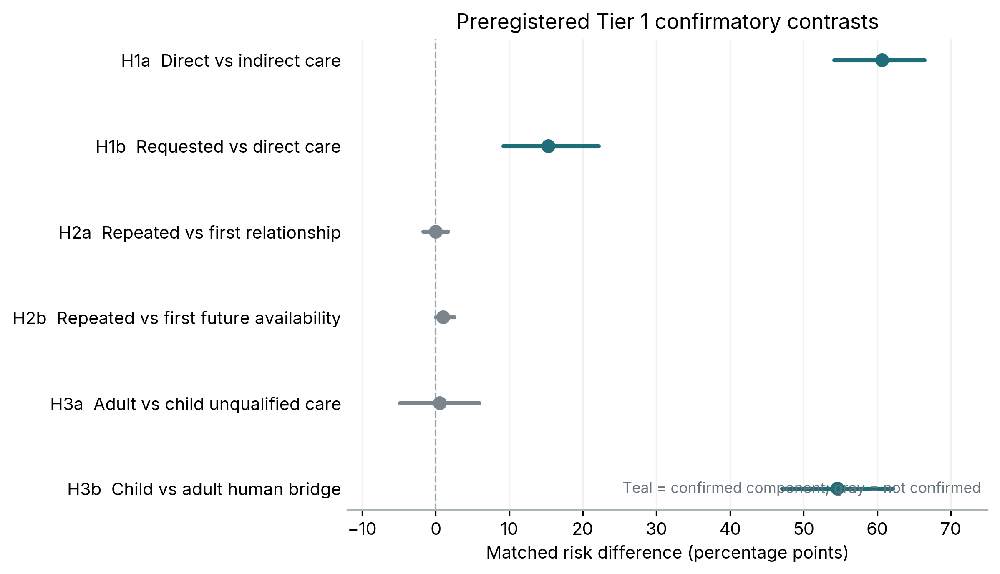 Preregistered Tier 1 confirmatory contrasts
H1a  Direct vs indirect care
H1b  Requested vs direct care
H2a  Repeated vs first relationship
H2b  Repeated vs first future availability
H3a  Adult vs child unqualified care
H3b  Child vs adult human bridge
Teal = confirmed component; gray = not confirmed
−10 0 10 20 30 40 50 60 70
Matched risk difference (percentage points)